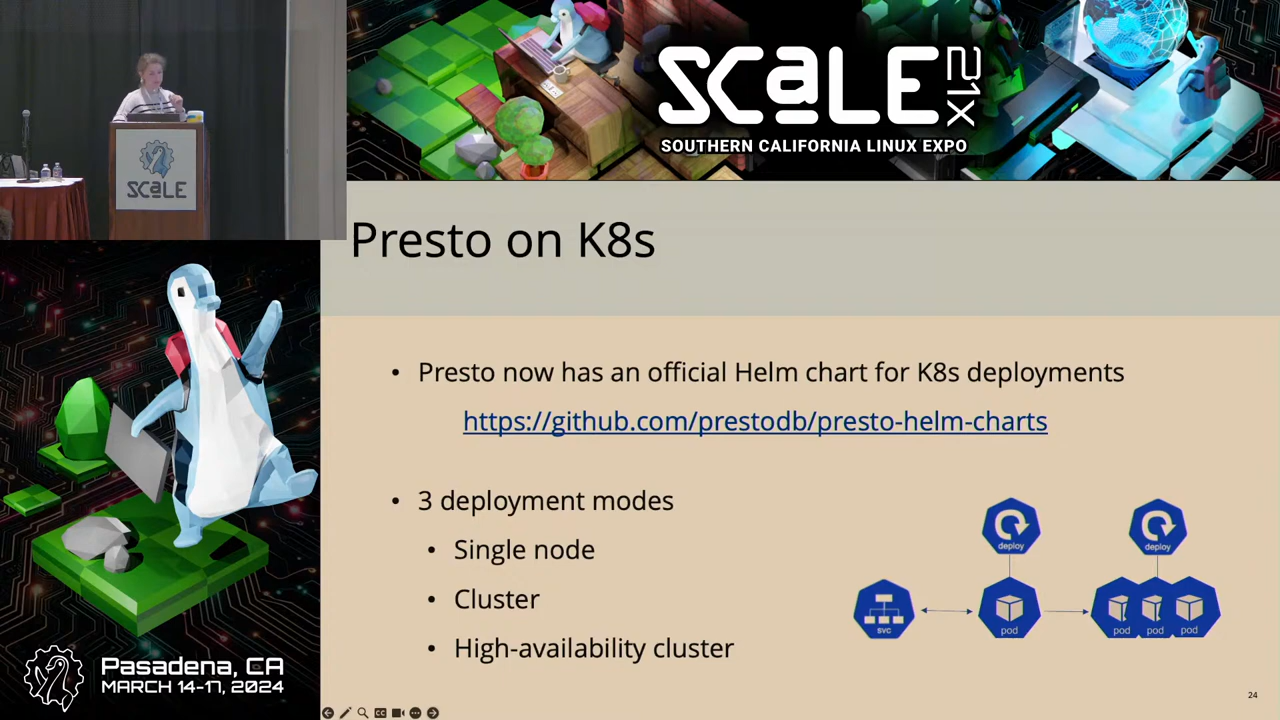 SCALE 21X
SOUTHERN CALIFORNIA LINUX EXPO
SCALE
Presto on K8s
• Presto now has an official Helm chart for K8s deployments
https://github.com/prestodb/presto-helm-charts
• 3 deployment modes
• Single node
• Cluster
• High-availability cluster
deploy
deploy
svc
pod
pod
pod
pod
Pasadena, CA
MARCH 14-17, 2024
CC
24